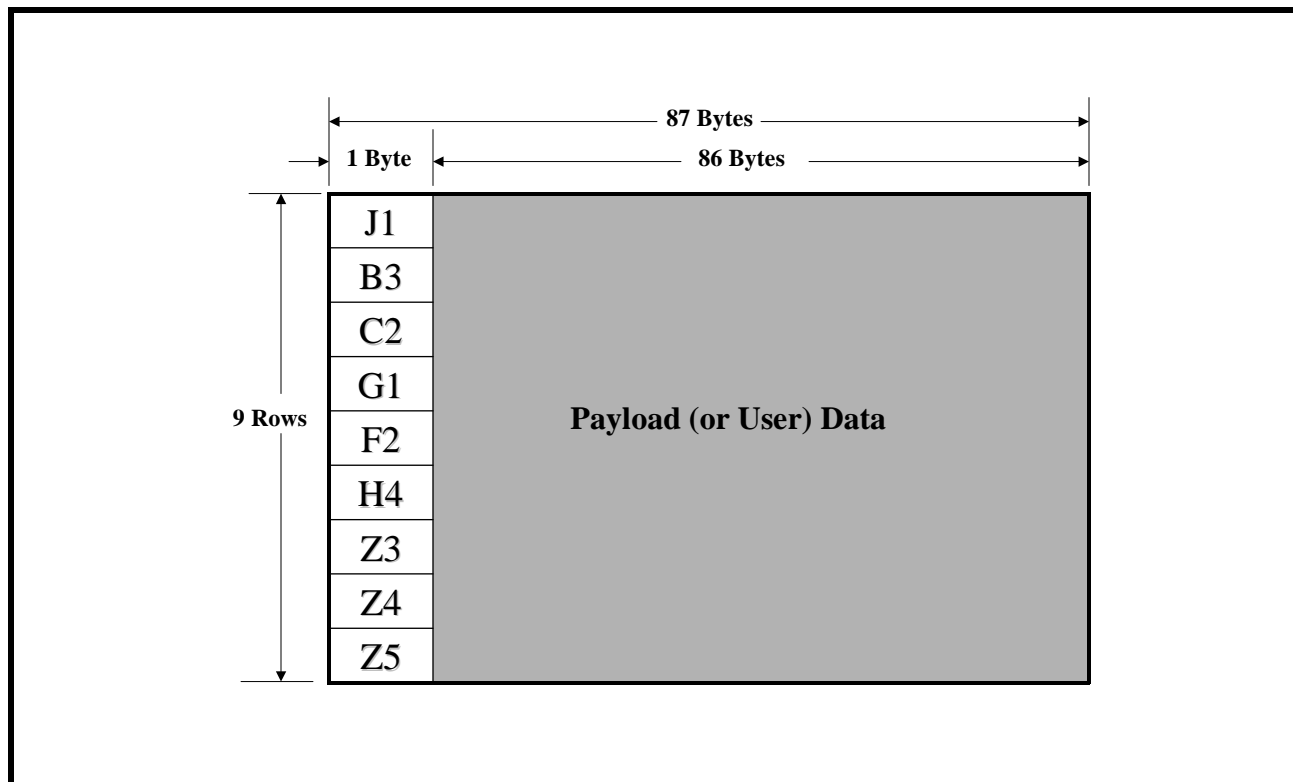 87 Bytes
1 Byte
86 Bytes
J1
B3
C2
G1
F2
H4
Z3
Z4
Z5
9 Rows
Payload (or User) Data